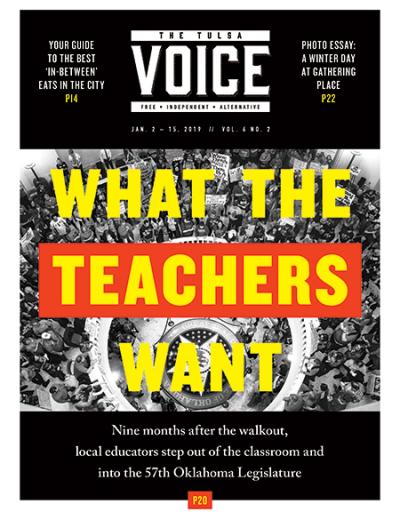 YOUR GUIDE
TO THE BEST
'IN-BETWEEN'
EATS IN THE CITY
P14
THE TULSA
VOICE
FREE • INDEPENDENT • ALTERNATIVE
JAN. 2 – 15, 2019 // VOL. 6 NO. 2
PHOTO ESSAY:
A WINTER DAY
AT GATHERING
PLACE
P22
WHAT THE
TEACHERS
WANT
Nine months after the walkout,
local educators step out of the classroom and
into the 57th Oklahoma Legislature
P20